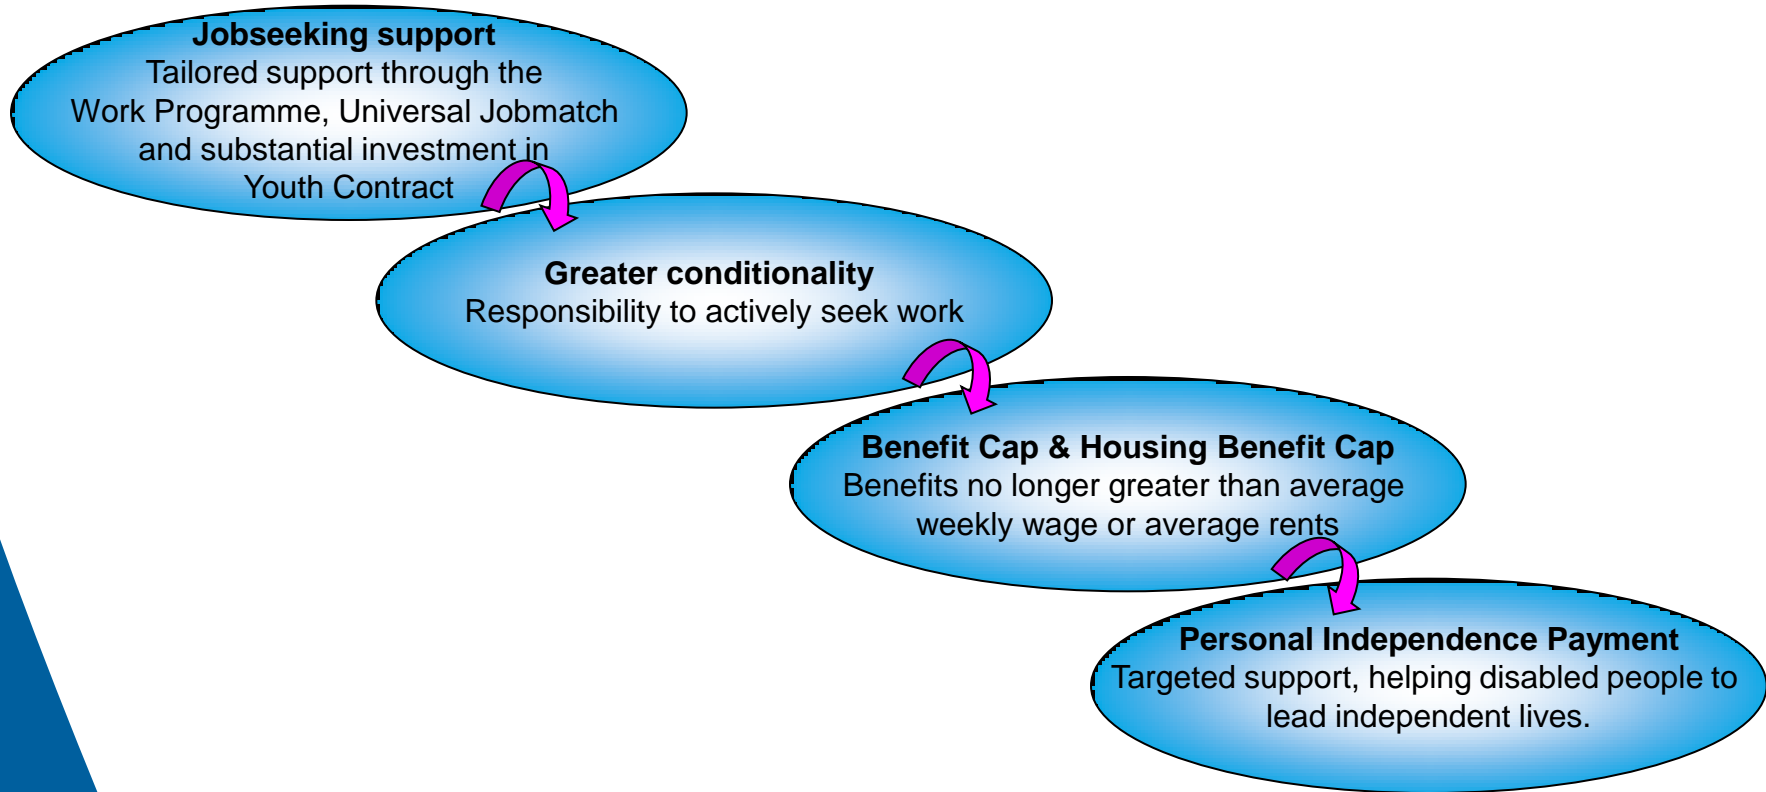 Jobseeking support
Tailored support through the
Work Programme, Universal Jobmatch
and substantial investment in
Youth Contract
Greater conditionality
Responsibility to actively seek work
Benefit Cap & Housing Benefit Cap
Benefits no longer greater than average
weekly wage or average rents
Personal Independence Payment
Targeted support, helping disabled people to
lead independent lives.